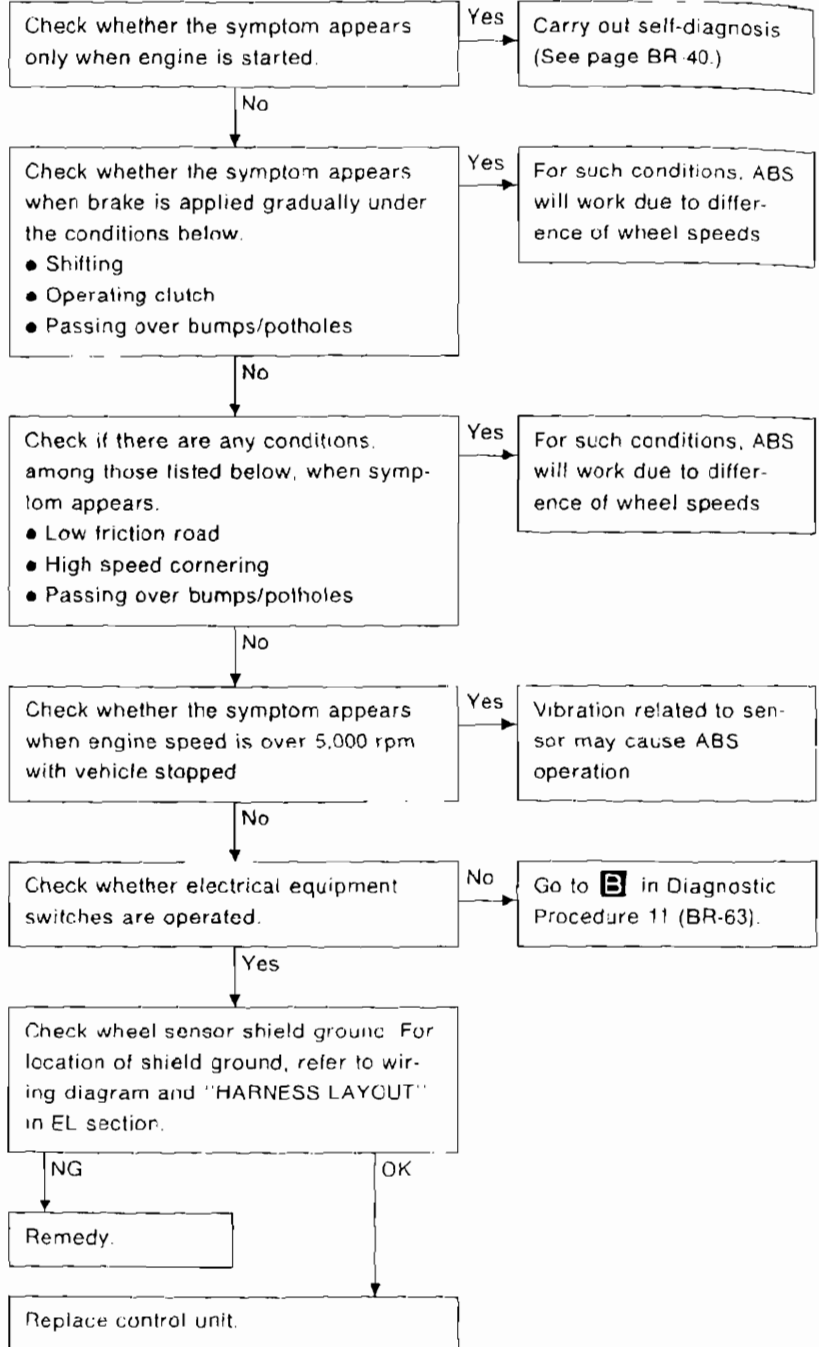 Check whether the symptom appears
only when engine is started.
Yes
Carry out self-diagnosis
(See page BR-40.)
No
Check whether the symptom appears
when brake is applied gradually under
the conditions below.
● Shifting
● Operating clutch
● Passing over bumps/potholes
Yes
For such conditions, ABS
will work due to differ-
ence of wheel speeds
No
Check if there are any conditions,
among those listed below, when symp-
tom appears.
● Low friction road
● High speed cornering
● Passing over bumps/potholes
Yes
For such conditions, ABS
will work due to differ-
ence of wheel speeds
No
Check whether the symptom appears
when engine speed is over 5,000 rpm
with vehicle stopped
Yes
Vibration related to sen-
sor may cause ABS
operation
No
Check whether electrical equipment
switches are operated.
No
Go to B in Diagnostic
Procedure 11 (BR-63).
Yes
Check wheel sensor shield ground. For
location of shield ground, refer to wir-
ing diagram and "HARNESS LAYOUT"
in EL section.
NG
OK
Remedy.
Replace control unit.